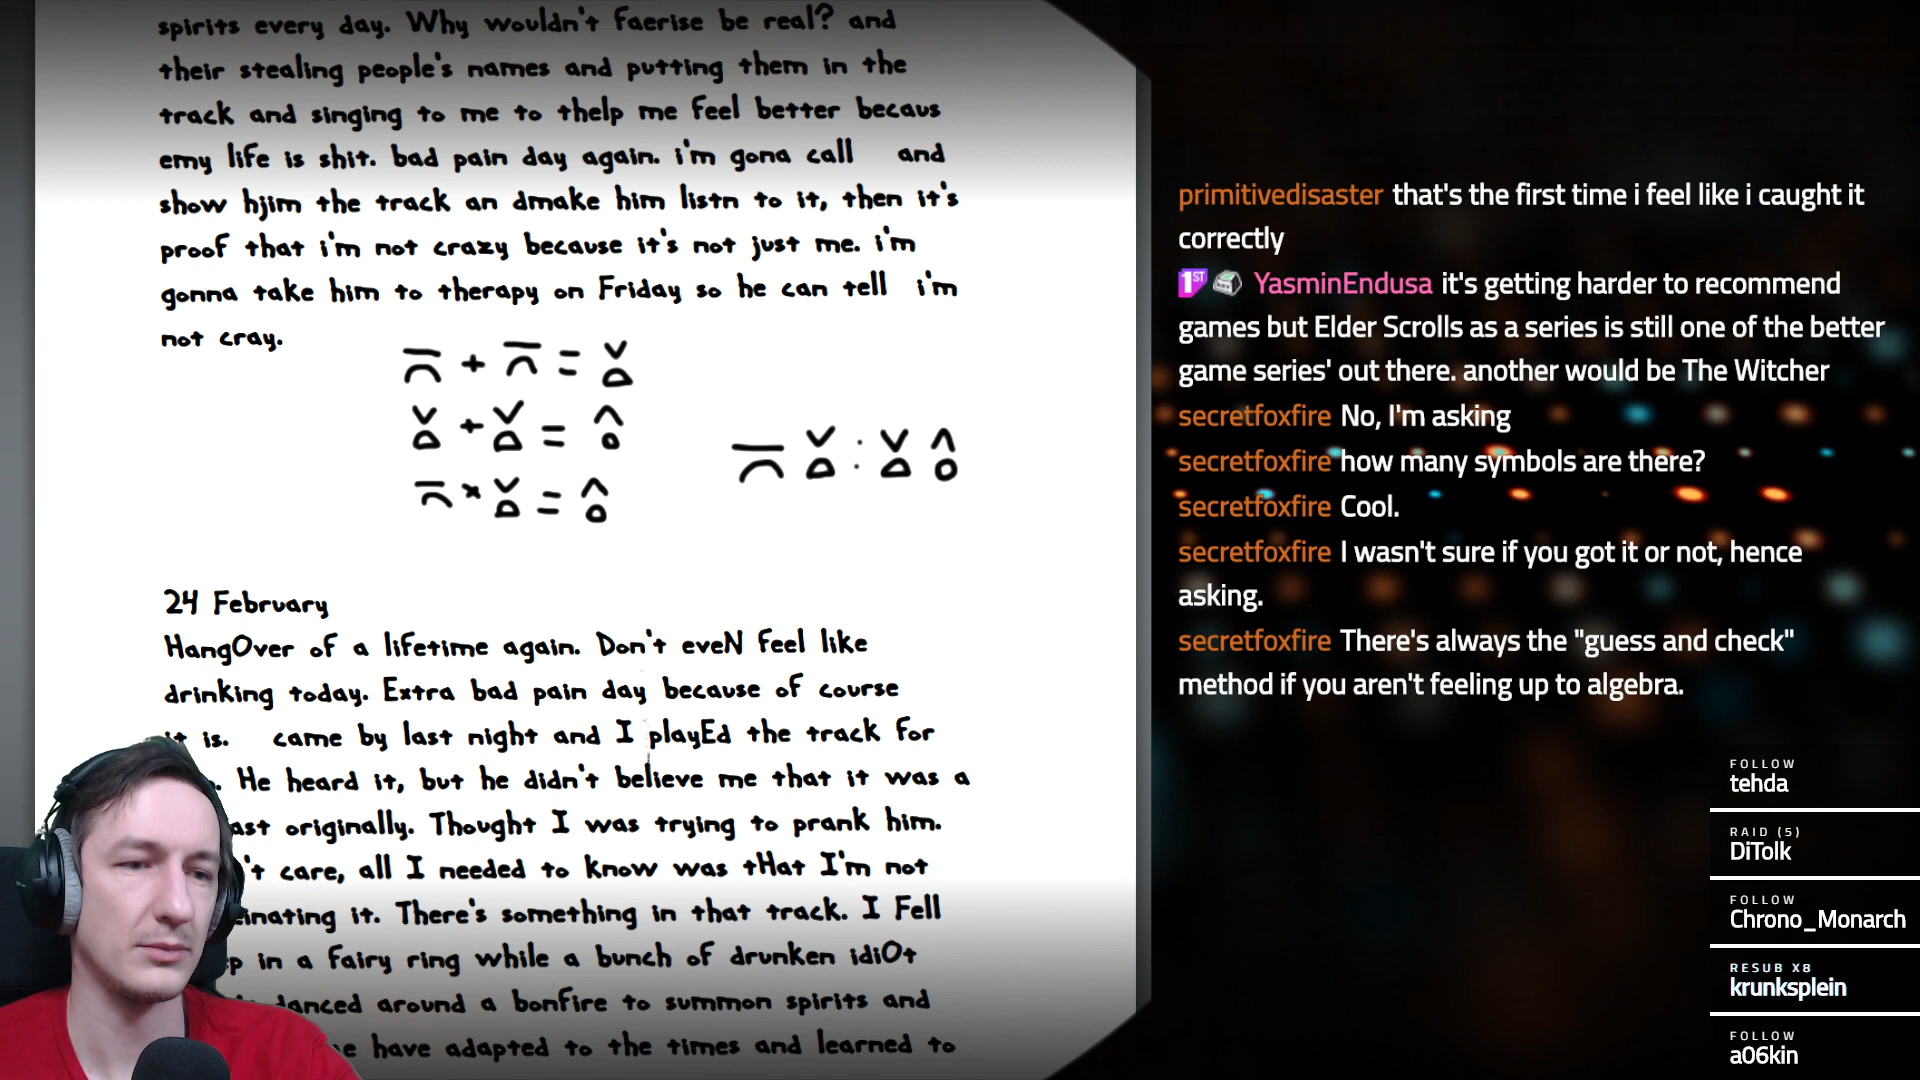 spirits every day. Why wouldn't faerise be real? and
their stealing people's names and putting them in the
track and singing to me to thelp me feel better becaus
emy life is shit. bad pain day again. i'm gona call and
show hjim the track an dmake him listn to it, then it's
proof that i'm not crazy because it's not just me. i'm
gonna take him to therapy on Friday so he can tell i'm
not cray.
24 February
HangOver of a lifetime again. Don't eveN feel like
drinking today. Extra bad pain day because of course
it is. came by last night and I playEd the track for
He heard it, but he didn't believe me that it was a
originally. Thought I was trying to prank him.
care, all I needed to know was tHat I'm not
it. There's something in that track. I Fell
in a fairy ring while a bunch of drunken idiOt
danced around a bonfire to summon spirits and
have adapted to the times and learned to
primitivedisaster that's the first time i feel like i caught it
correctly
1ST YasminEndusa it's getting harder to recommend
games but Elder Scrolls as a series is still one of the better
game series' out there. another would be The Witcher
secretfoxfire No, I'm asking
secretfoxfire how many symbols are there?
secretfoxfire Cool.
secretfoxfire I wasn't sure if you got it or not, hence
asking.
secretfoxfire There's always the "guess and check"
method if you aren't feeling up to algebra.
FOLLOW
tehda
RAID (5)
DiTolk
FOLLOW
Chrono_Monarch
RESUB X8
krunksplein
FOLLOW
a06kin